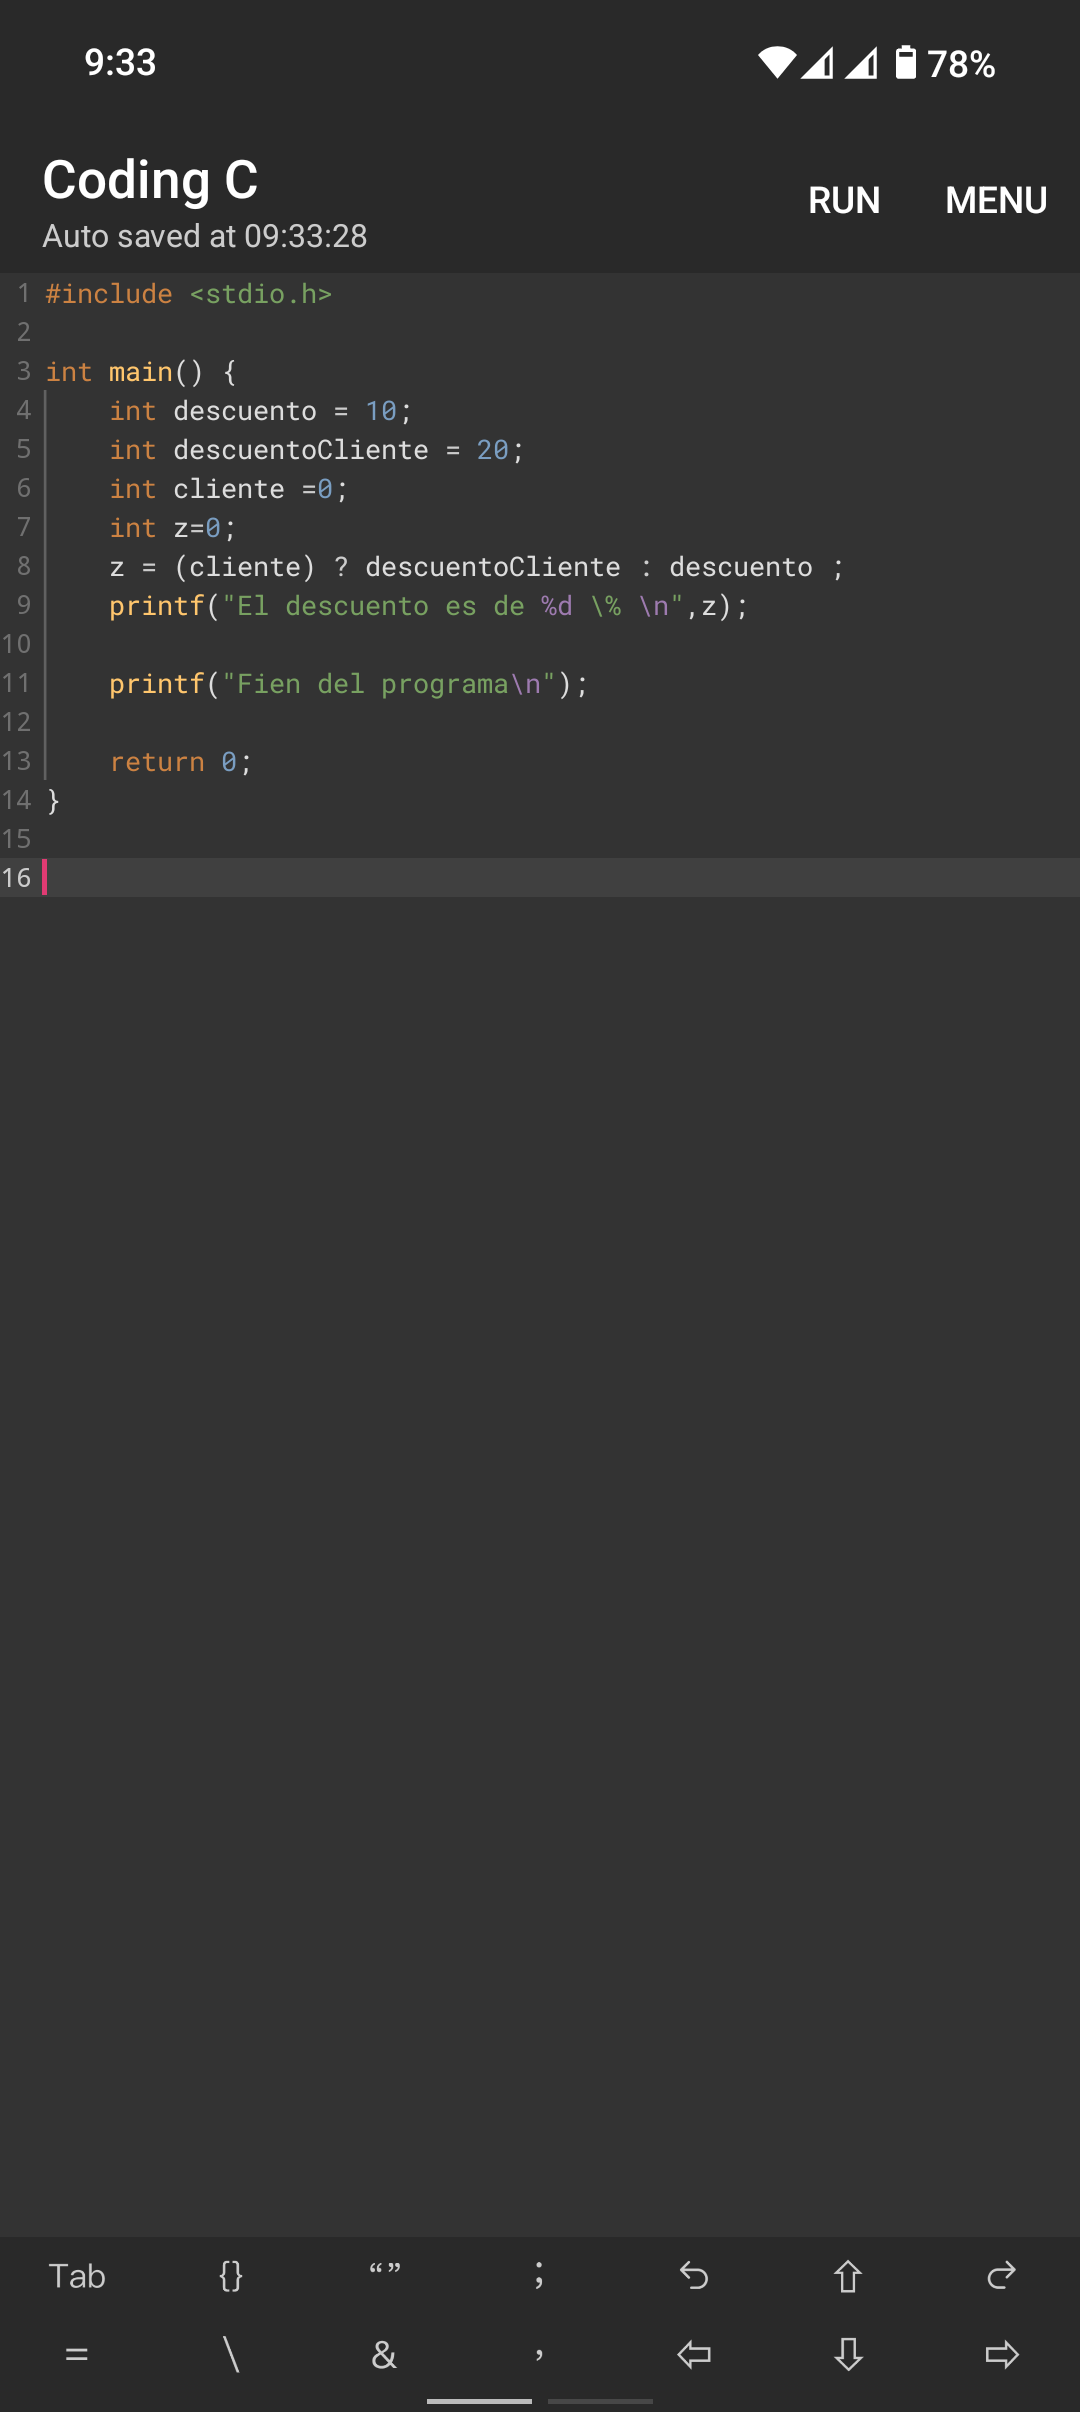 9:33 78%
Coding C
Auto saved at 09:33:28
RUN MENU
1 #include <stdio.h>
2
3 int main() {
4     int descuento = 10;
5     int descuentoCliente = 20;
6     int cliente =0;
7     int z=0;
8     z = (cliente) ? descuentoCliente : descuento ;
9     printf("El descuento es de %d \% \n",z);
10
11     printf("Fien del programa\n");
12
13     return 0;
14 }
15
16
Tab {} “” ;
= \ & ,